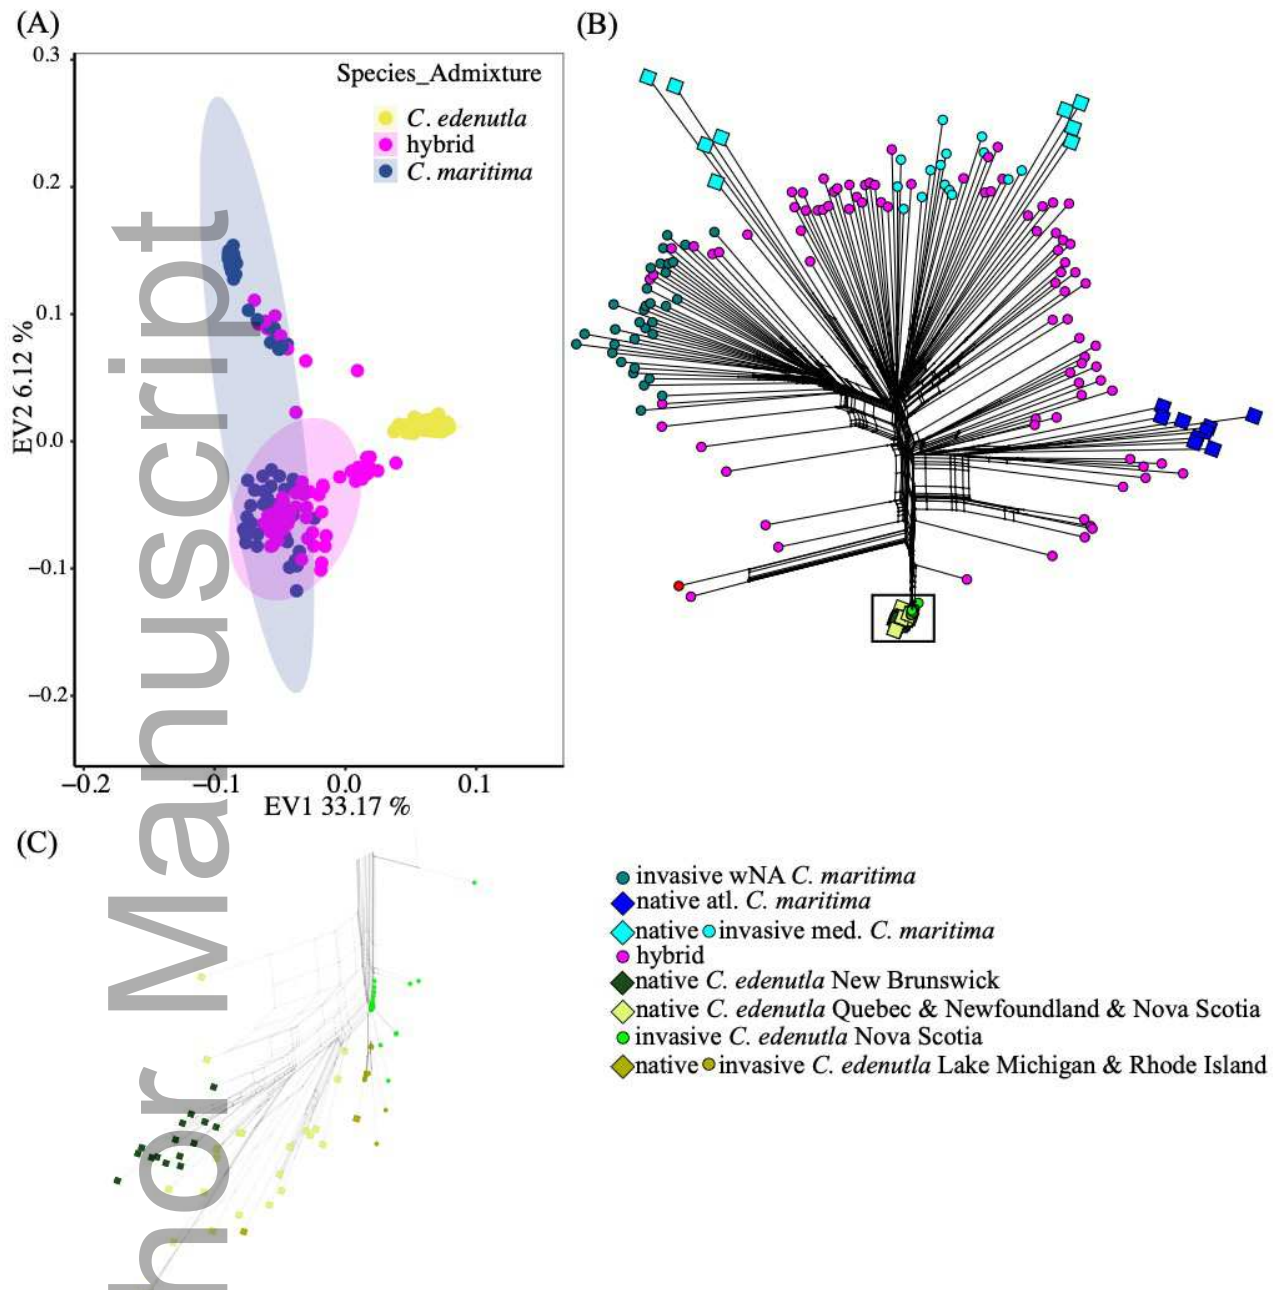 (A)
(B)
0.3
0.2
0.1
0.0
−0.1
−0.2
EV2 6.12 %
Species_Admixture
C. edenutla
hybrid
C. maritima
−0.2
−0.1
0.0
0.1
EV1 33.17 %
(C)
invasive wNA C. maritima
native atl. C. maritima
native invasive med. C. maritima
hybrid
native C. edenutla New Brunswick
native C. edenutla Quebec & Newfoundland & Nova Scotia
invasive C. edenutla Nova Scotia
native invasive C. edenutla Lake Michigan & Rhode Island
hor Manuscript